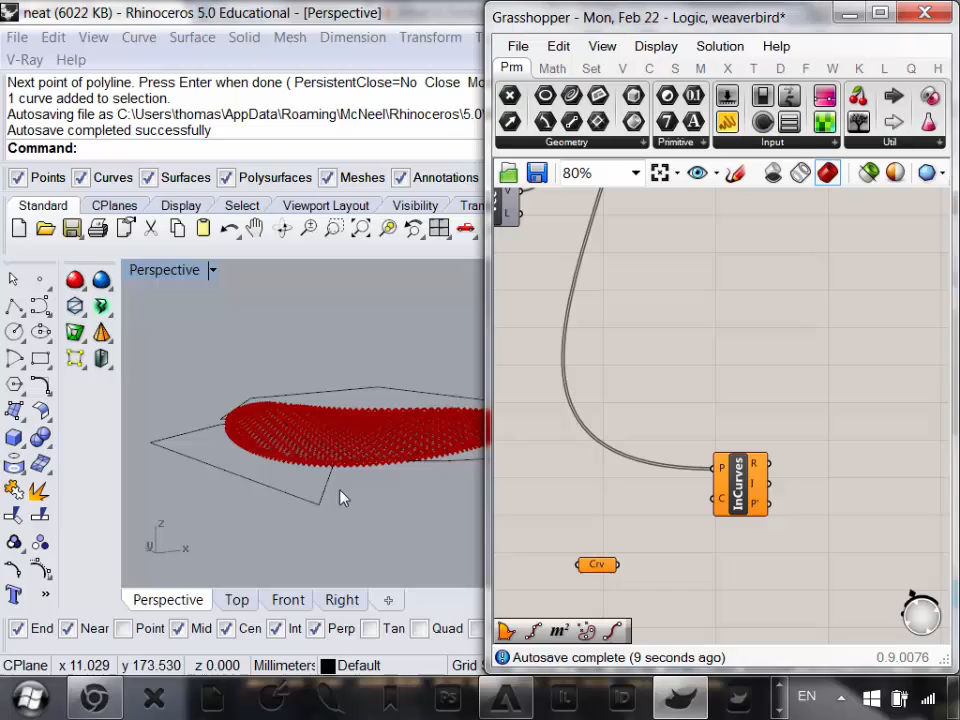 neat (6022 KB) - Rhinoceros 5.0 Educational - [Perspective]
File Edit View Curve Surface Solid Mesh Dimension Transform
V-Ray Help
Next point of polyline. Press Enter when done ( PersistentClose=No Close Mo
1 curve added to selection.
Autosaving file as C:\Users\thomas\AppData\Roaming\McNeel\Rhinoceros\5.0
Autosave completed successfully
Command:
Points Curves Surfaces Polysurfaces Meshes Annotations
Standard CPlanes Display Select Viewport Layout Visibility Tran
Perspective
z
x
Perspective Top Front Right
End Near Point Mid Cen Int Perp Tan Quad
CPlane x 11.029 y 173.530 z 0.000 Millimeters Default Grid S
Grasshopper - Mon, Feb 22 - Logic, weaverbird*
File Edit View Display Solution Help
Prm Math Set V C S M X T D F W K L Q H
Geometry Primitive Input Util
80%
V
L
P C InCurves R I P'
Crv
m²
Autosave complete (9 seconds ago) 0.9.0076
Ps A IL ID EN